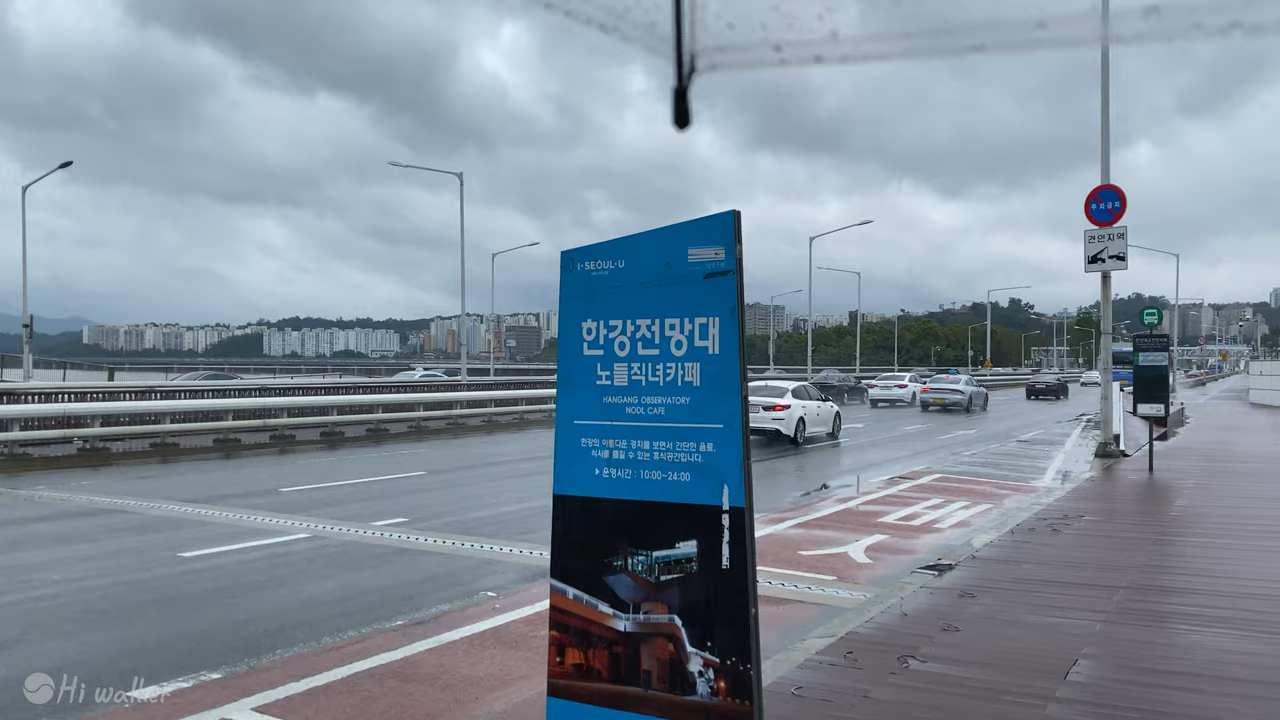 I·SEOUL·U
한강전망대
노들직녀카페
HANGANG OBSERVATORY
NODL CAFE
한강의 아름다운 경치를 보면서 간단한 음료,
식사를 즐길 수 있는 휴식공간입니다.
▶ 운영시간 : 10:00~24:00
주차금지
견인지역
버스
Hi walker